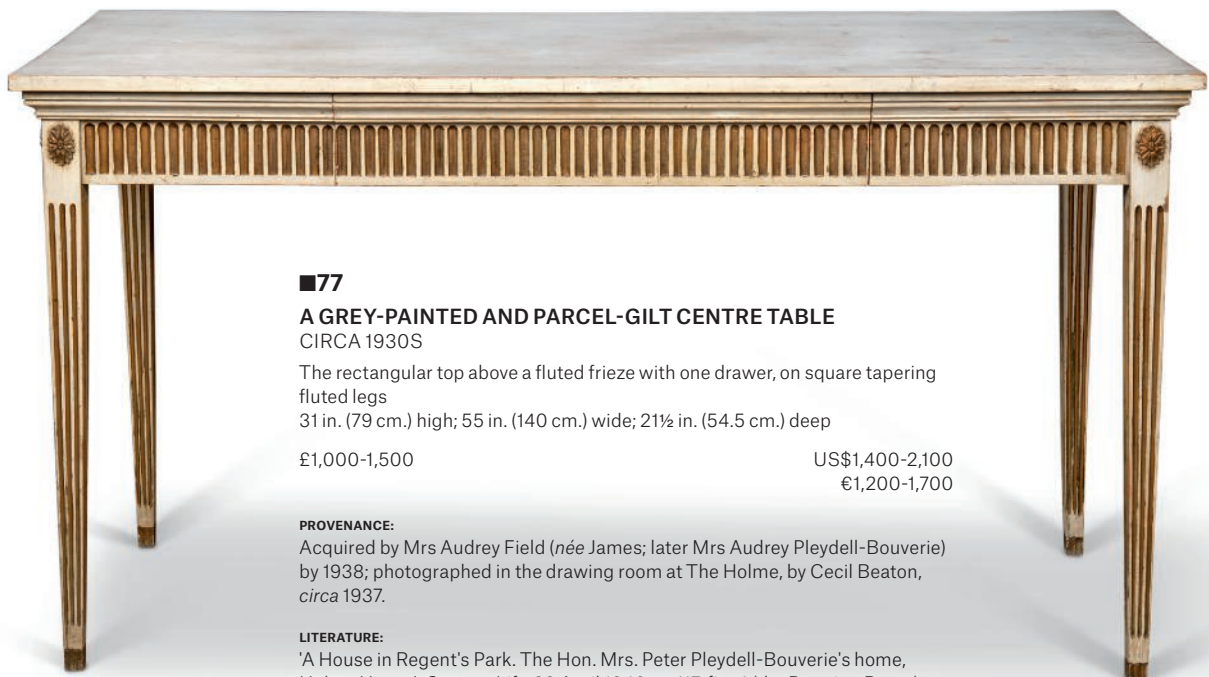 ■77
A GREY-PAINTED AND PARCEL-GILT CENTRE TABLE
CIRCA 1930S
The rectangular top above a fluted frieze with one drawer, on square tapering
fluted legs
31 in. (79 cm.) high; 55 in. (140 cm.) wide; 21½ in. (54.5 cm.) deep
£1,000-1,500 US$1,400-2,100
€1,200-1,700
PROVENANCE:
Acquired by Mrs Audrey Field (née James; later Mrs Audrey Pleydell-Bouverie)
by 1938; photographed in the drawing room at The Holme, by Cecil Beaton,
circa 1937.
LITERATURE:
'A House in Regent's Park. The Hon. Mrs. Peter Pleydell-Bouverie's home,